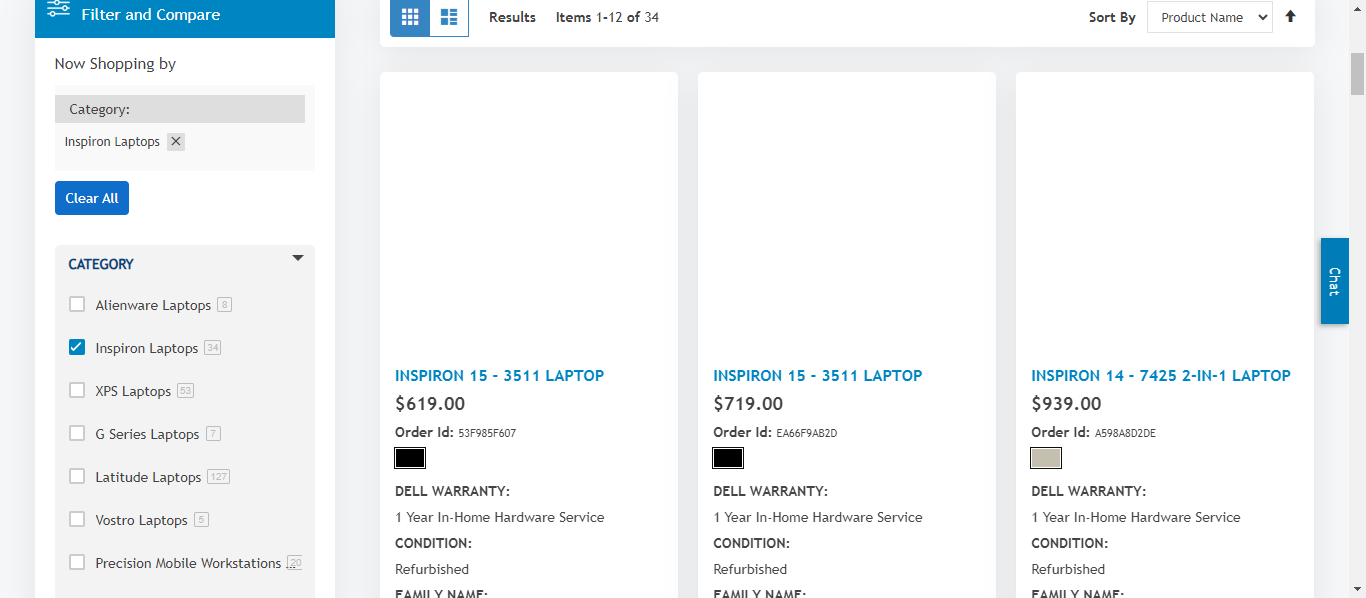 Filter and Compare
Now Shopping by
Category:
Inspiron Laptops
Clear All
CATEGORY
Alienware Laptops 8
Inspiron Laptops 34
XPS Laptops 53
G Series Laptops 7
Latitude Laptops 127
Vostro Laptops 5
Precision Mobile Workstations ... 20
Results Items 1-12 of 34
Sort By Product Name
INSPIRON 15 - 3511 LAPTOP
$619.00
Order Id: 53F985F607
DELL WARRANTY:
1 Year In-Home Hardware Service
CONDITION:
Refurbished
FAMILY NAME:
INSPIRON 15 - 3511 LAPTOP
$719.00
Order Id: EA66F9AB2D
DELL WARRANTY:
1 Year In-Home Hardware Service
CONDITION:
Refurbished
FAMILY NAME:
INSPIRON 14 - 7425 2-IN-1 LAPTOP
$939.00
Order Id: A598A8D2DE
DELL WARRANTY:
1 Year In-Home Hardware Service
CONDITION:
Refurbished
FAMILY NAME:
Chat